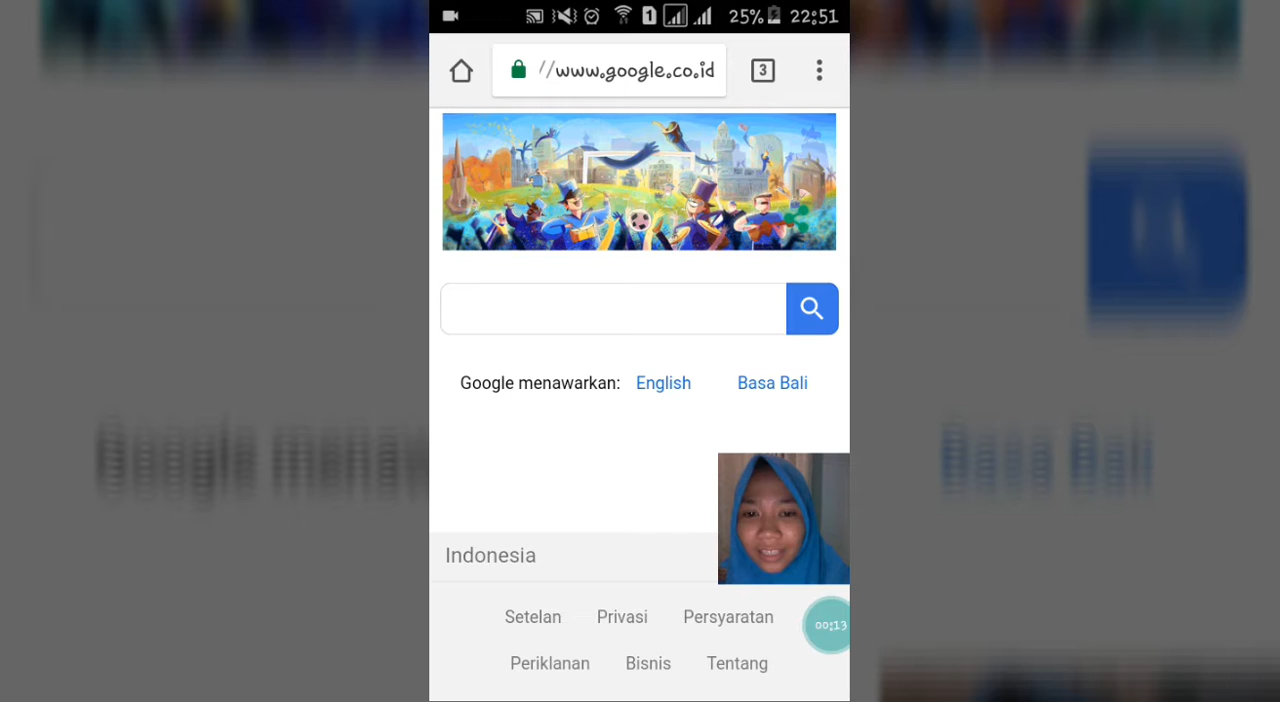 1 25% 22:51
//www.google.co.id 3
Google menawarkan: English Basa Bali
Indonesia
Setelan Privasi Persyaratan
00:13
Periklanan Bisnis Tentang